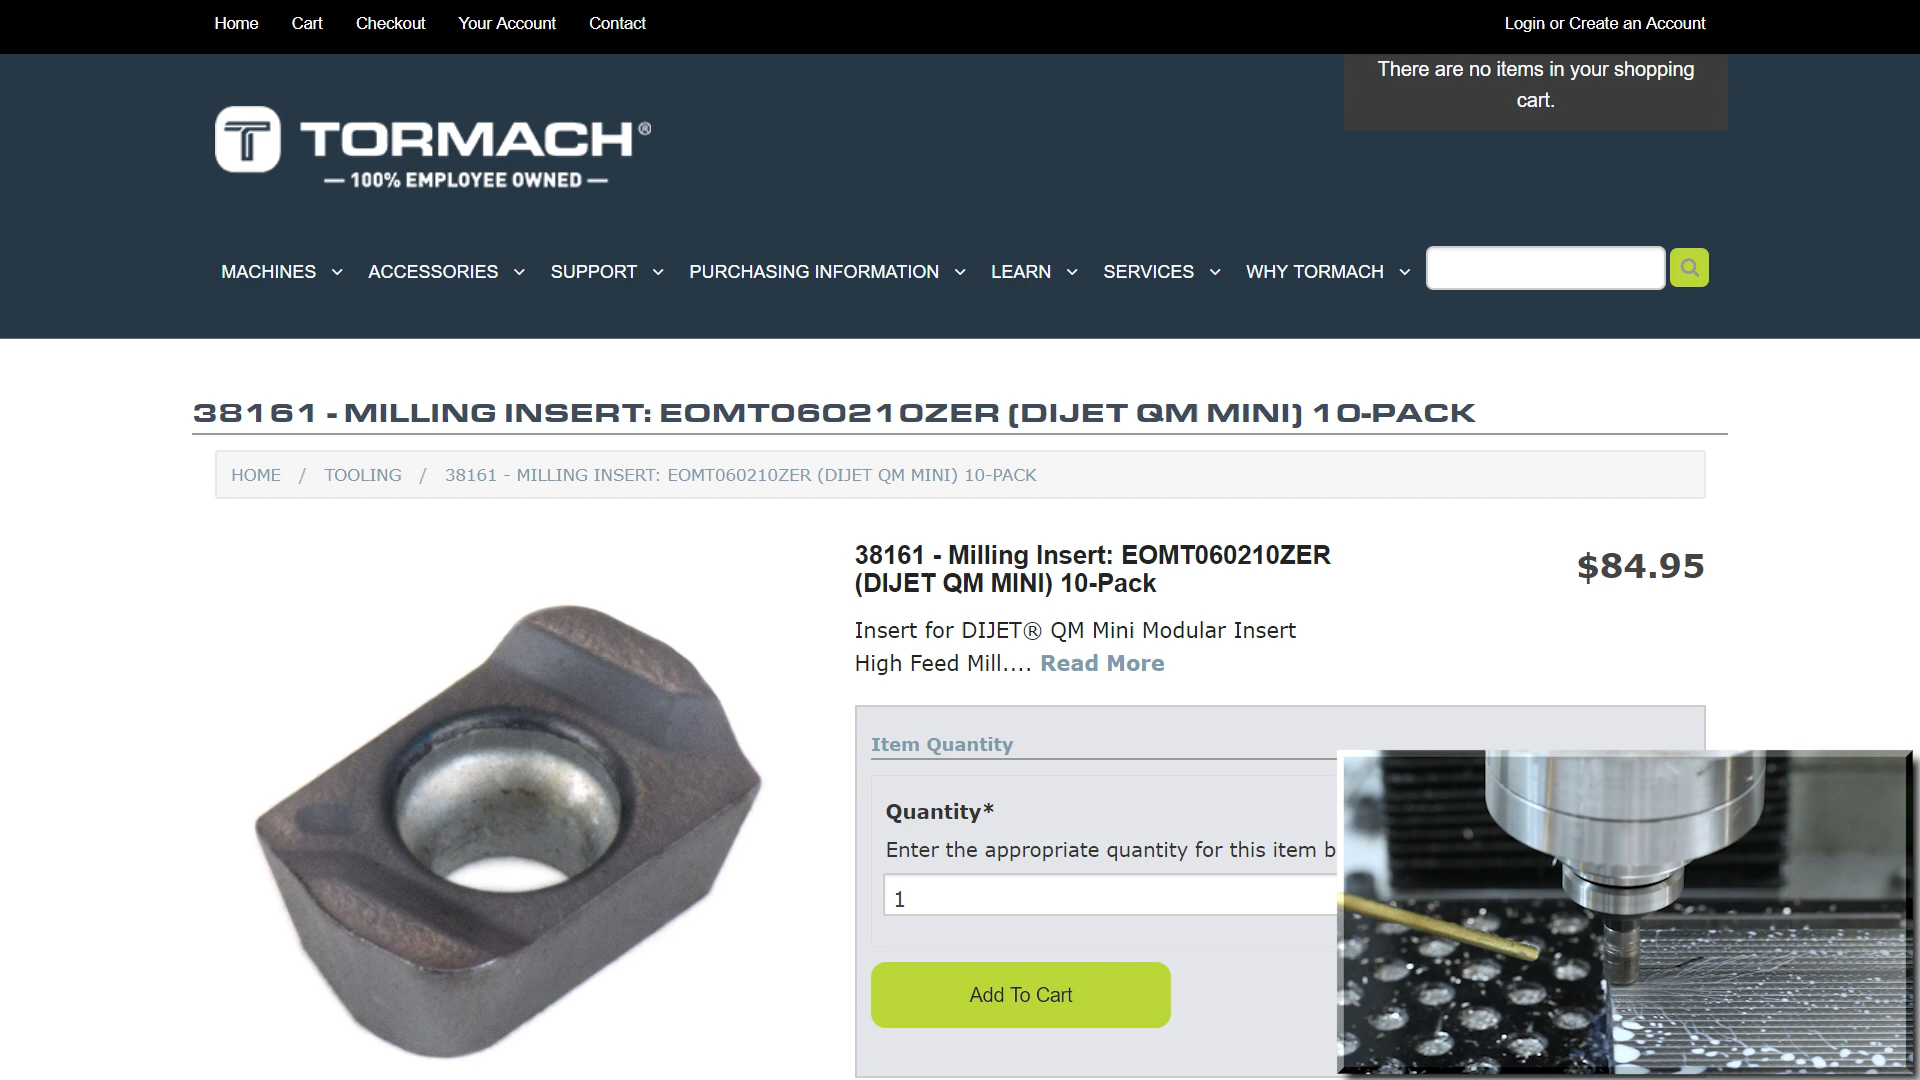 Home Cart Checkout Your Account Contact Login or Create an Account
There are no items in your shopping
cart.
T TORMACH®
— 100% EMPLOYEE OWNED —
MACHINES ACCESSORIES SUPPORT PURCHASING INFORMATION LEARN SERVICES WHY TORMACH
38161 - MILLING INSERT: EOMT060210ZER (DIJET QM MINI) 10-PACK
HOME / TOOLING / 38161 - MILLING INSERT: EOMT060210ZER (DIJET QM MINI) 10-PACK
38161 - Milling Insert: EOMT060210ZER
(DIJET QM MINI) 10-Pack
$84.95
Insert for DIJET® QM Mini Modular Insert
High Feed Mill.... Read More
Item Quantity
Quantity*
Enter the appropriate quantity for this item b
1
Add To Cart